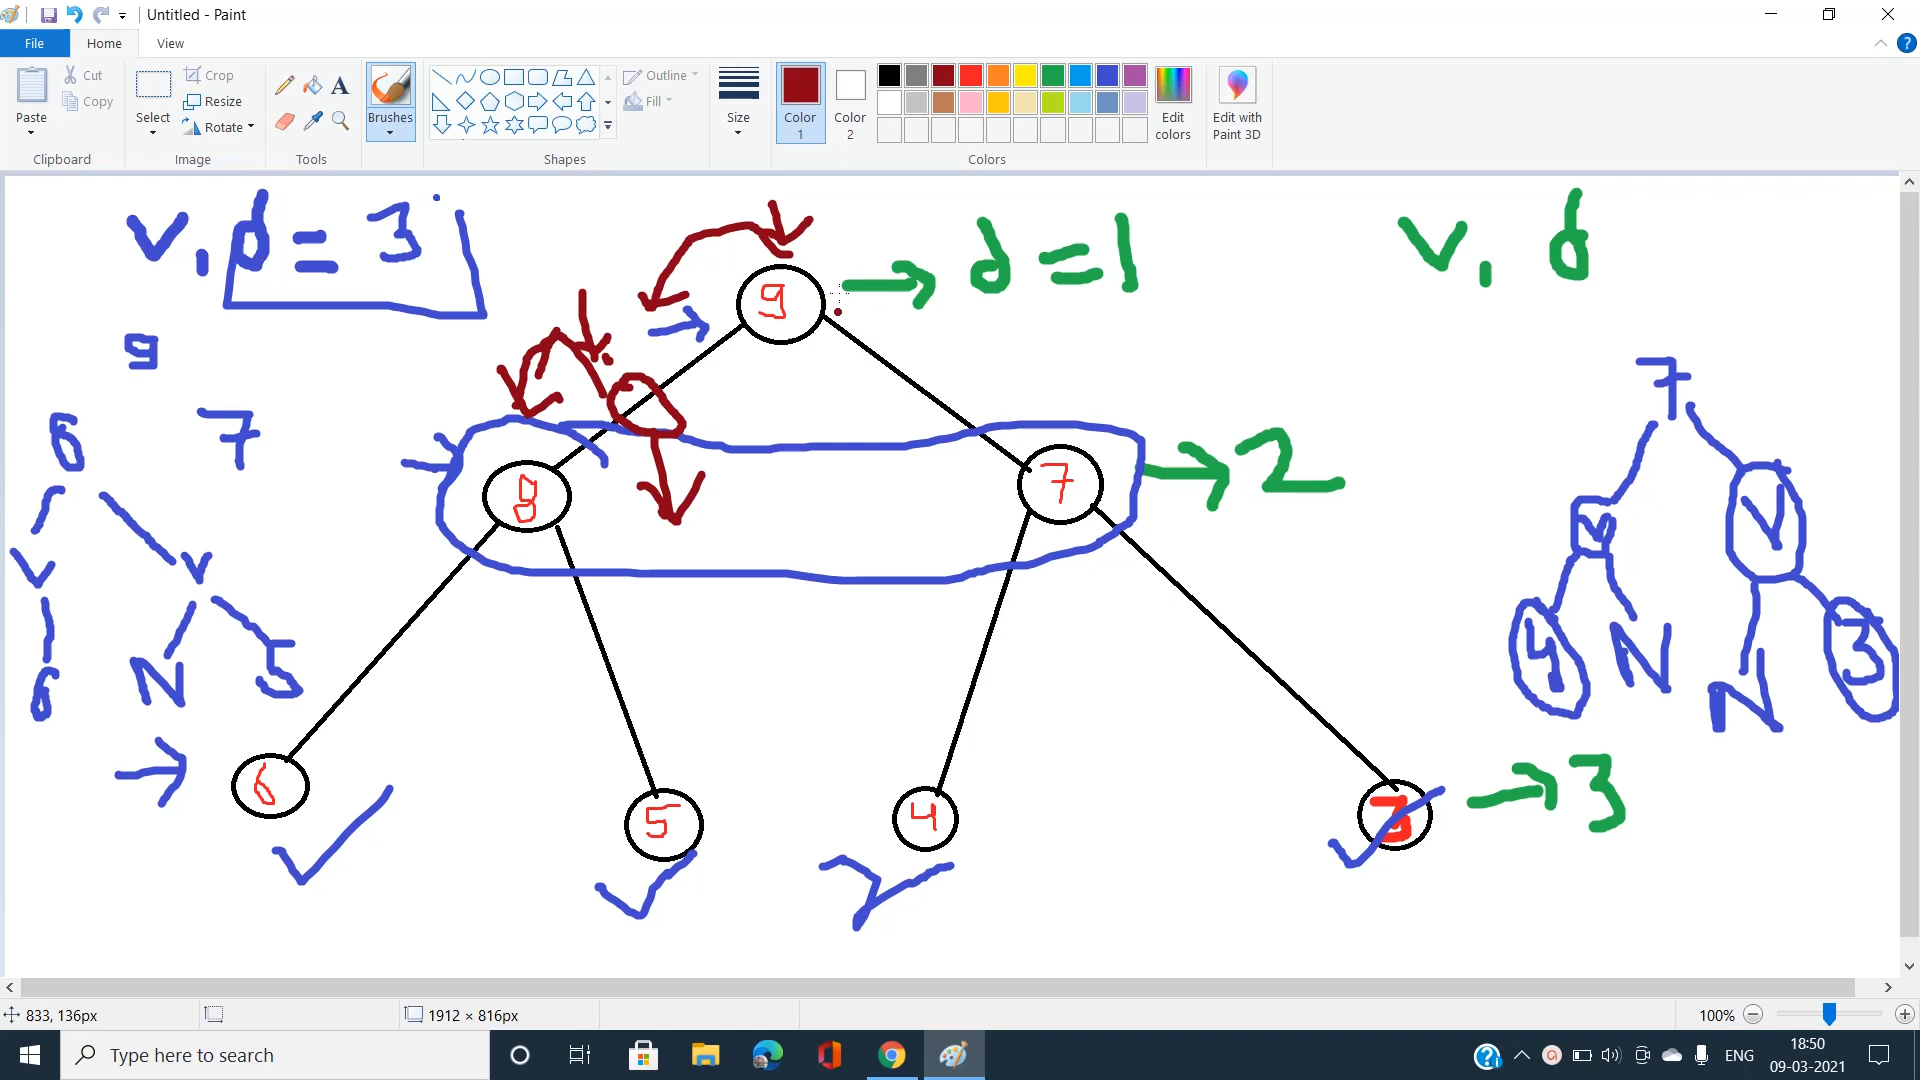 Untitled - Paint
File Home View
Cut
Copy
Paste
Clipboard
Select
Crop
Resize
Rotate
Image
Tools
Brushes
Outline
Fill
Shapes
Size
Color
1
Color
2
Edit
colors
Edit with
Paint 3D
Colors
v, d = 3
9 → d = 1
v, d
9
8 7
8 7 → 2
v v
6 N 5
7
v v
4 N N 3
6 5 4 3 → 3
833, 136px
1912 × 816px
100%
Type here to search
ENG
18:50
09-03-2021